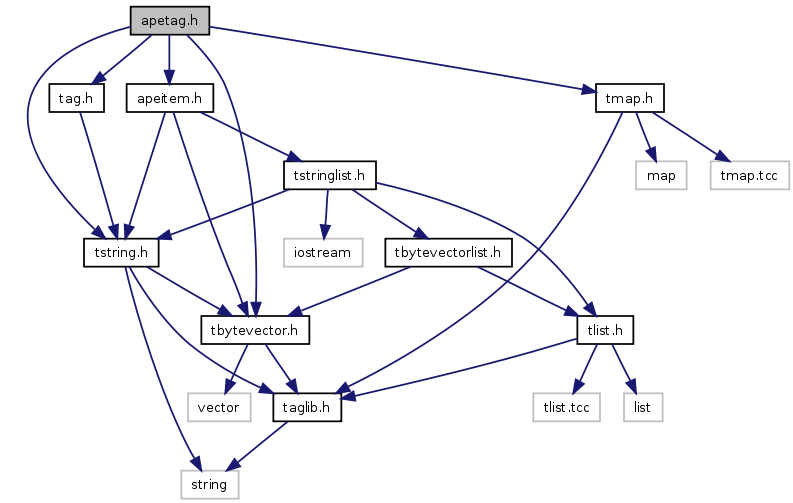 apetag.h
tag.h
apeitem.h
tmap.h
tstringlist.h
map
tmap.tcc
tstring.h
iostream
tbytevectorlist.h
tbytevector.h
tlist.h
vector
taglib.h
tlist.tcc
list
string